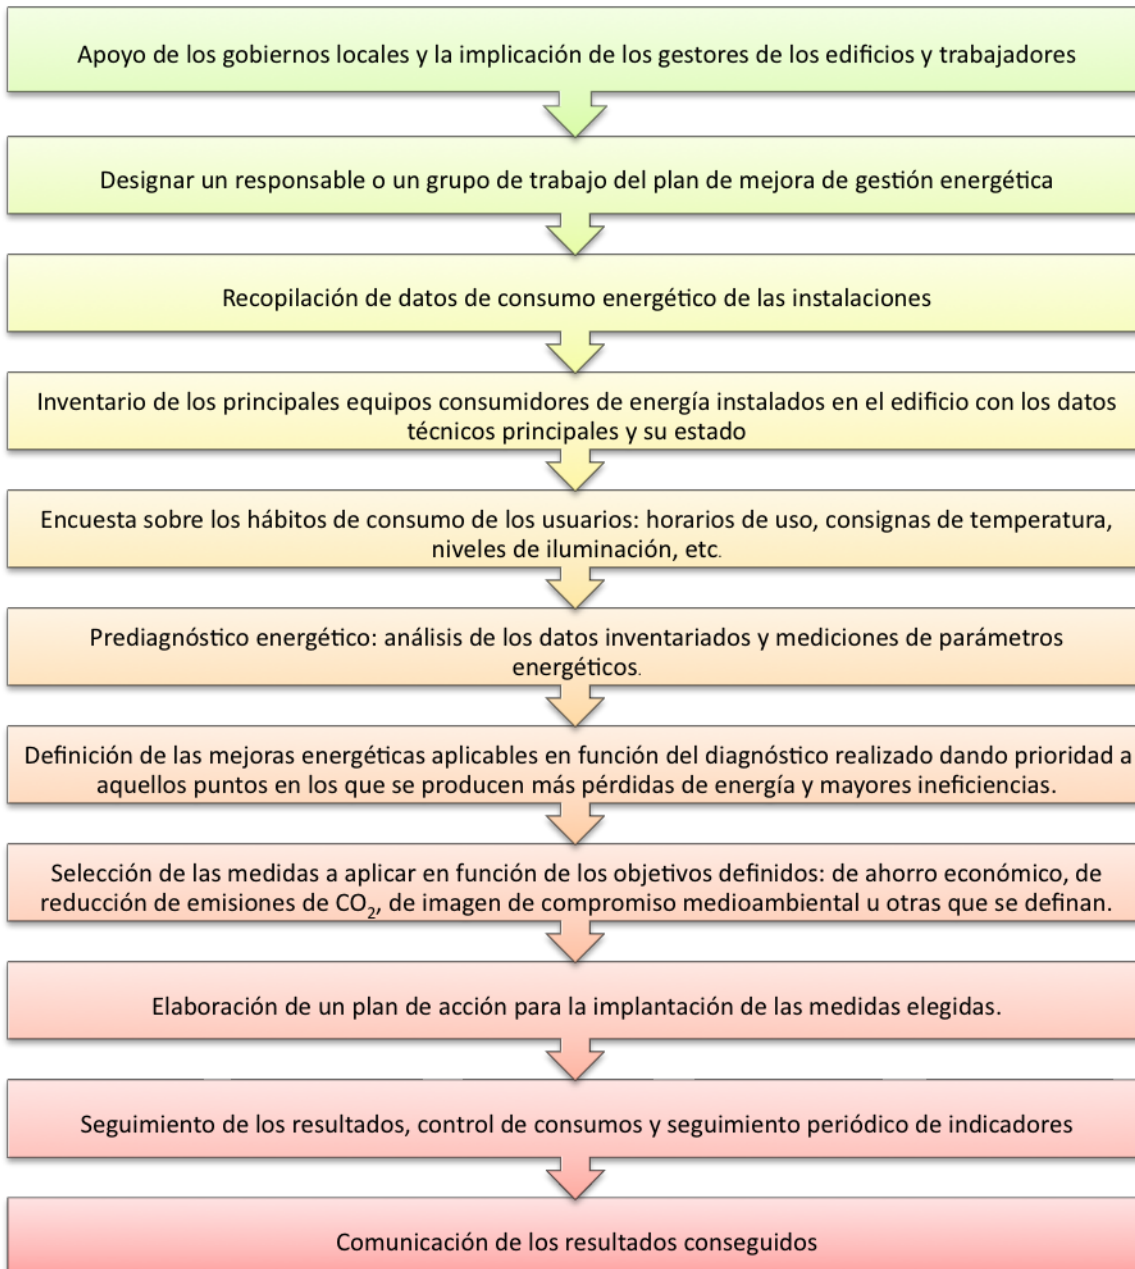 Apoyo de los gobiernos locales y la implicación de los gestores de los edificios y trabajadores
Designar un responsable o un grupo de trabajo del plan de mejora de gestión energética
Recopilación de datos de consumo energético de las instalaciones
Inventario de los principales equipos consumidores de energía instalados en el edificio con los datos
técnicos principales y su estado
Encuesta sobre los hábitos de consumo de los usuarios: horarios de uso, consignas de temperatura,
niveles de iluminación, etc.
Prediagnóstico energético: análisis de los datos inventariados y mediciones de parámetros
energéticos.
Definición de las mejoras energéticas aplicables en función del diagnóstico realizado dando prioridad a
aquellos puntos en los que se producen más pérdidas de energía y mayores ineficiencias.
Selección de las medidas a aplicar en función de los objetivos definidos: de ahorro económico, de
reducción de emisiones de CO₂, de imagen de compromiso medioambiental u otras que se definan.
Elaboración de un plan de acción para la implantación de las medidas elegidas.
Seguimiento de los resultados, control de consumos y seguimiento periódico de indicadores
Comunicación de los resultados conseguidos